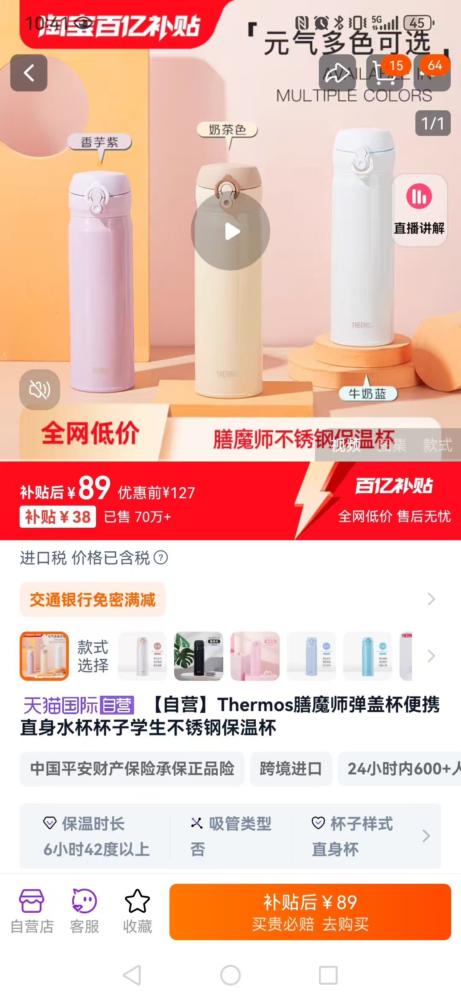 10:41
淘宝百亿补贴
5G
45
「元气多色可选」
AVAILABLE IN
MULTIPLE COLORS
15
64
1/1
奶茶色
香芋紫
直播讲解
THERMOS
THERMOS
THERMOS
牛奶蓝
全网低价
膳魔师不锈钢保温杯
视频 图集 款式
补贴后¥89 优惠前¥127
百亿补贴
补贴¥38 已售 70万+
全网低价 售后无忧
进口税 价格已含税
交通银行免密满减
款式
选择
天猫国际自营 【自营】Thermos膳魔师弹盖杯便携
直身水杯杯子学生不锈钢保温杯
中国平安财产保险承保正品险 跨境进口 24小时内600+人
保温时长 吸管类型 杯子样式
6小时42度以上 否 直身杯
自营店 客服 收藏
补贴后¥89
买贵必赔 去购买